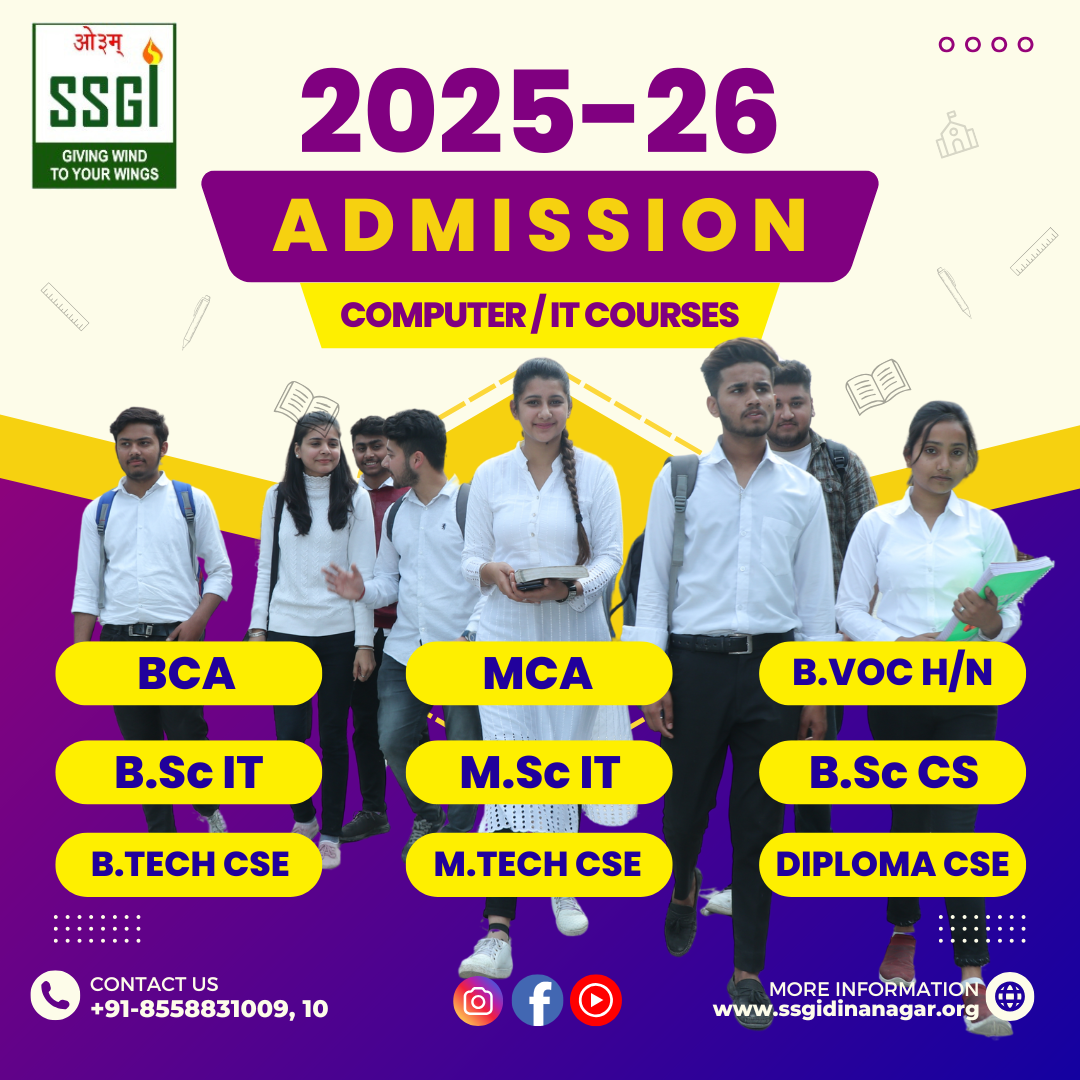 ओ३म्
SSGI
GIVING WIND
TO YOUR WINGS
2025-26
ADMISSION
COMPUTER / IT COURSES
BCA
MCA
B.VOC H/N
B.Sc IT
M.Sc IT
B.Sc CS
B.TECH CSE
M.TECH CSE
DIPLOMA CSE
CONTACT US
+91-8558831009, 10
MORE INFORMATION
www.ssgidinanagar.org